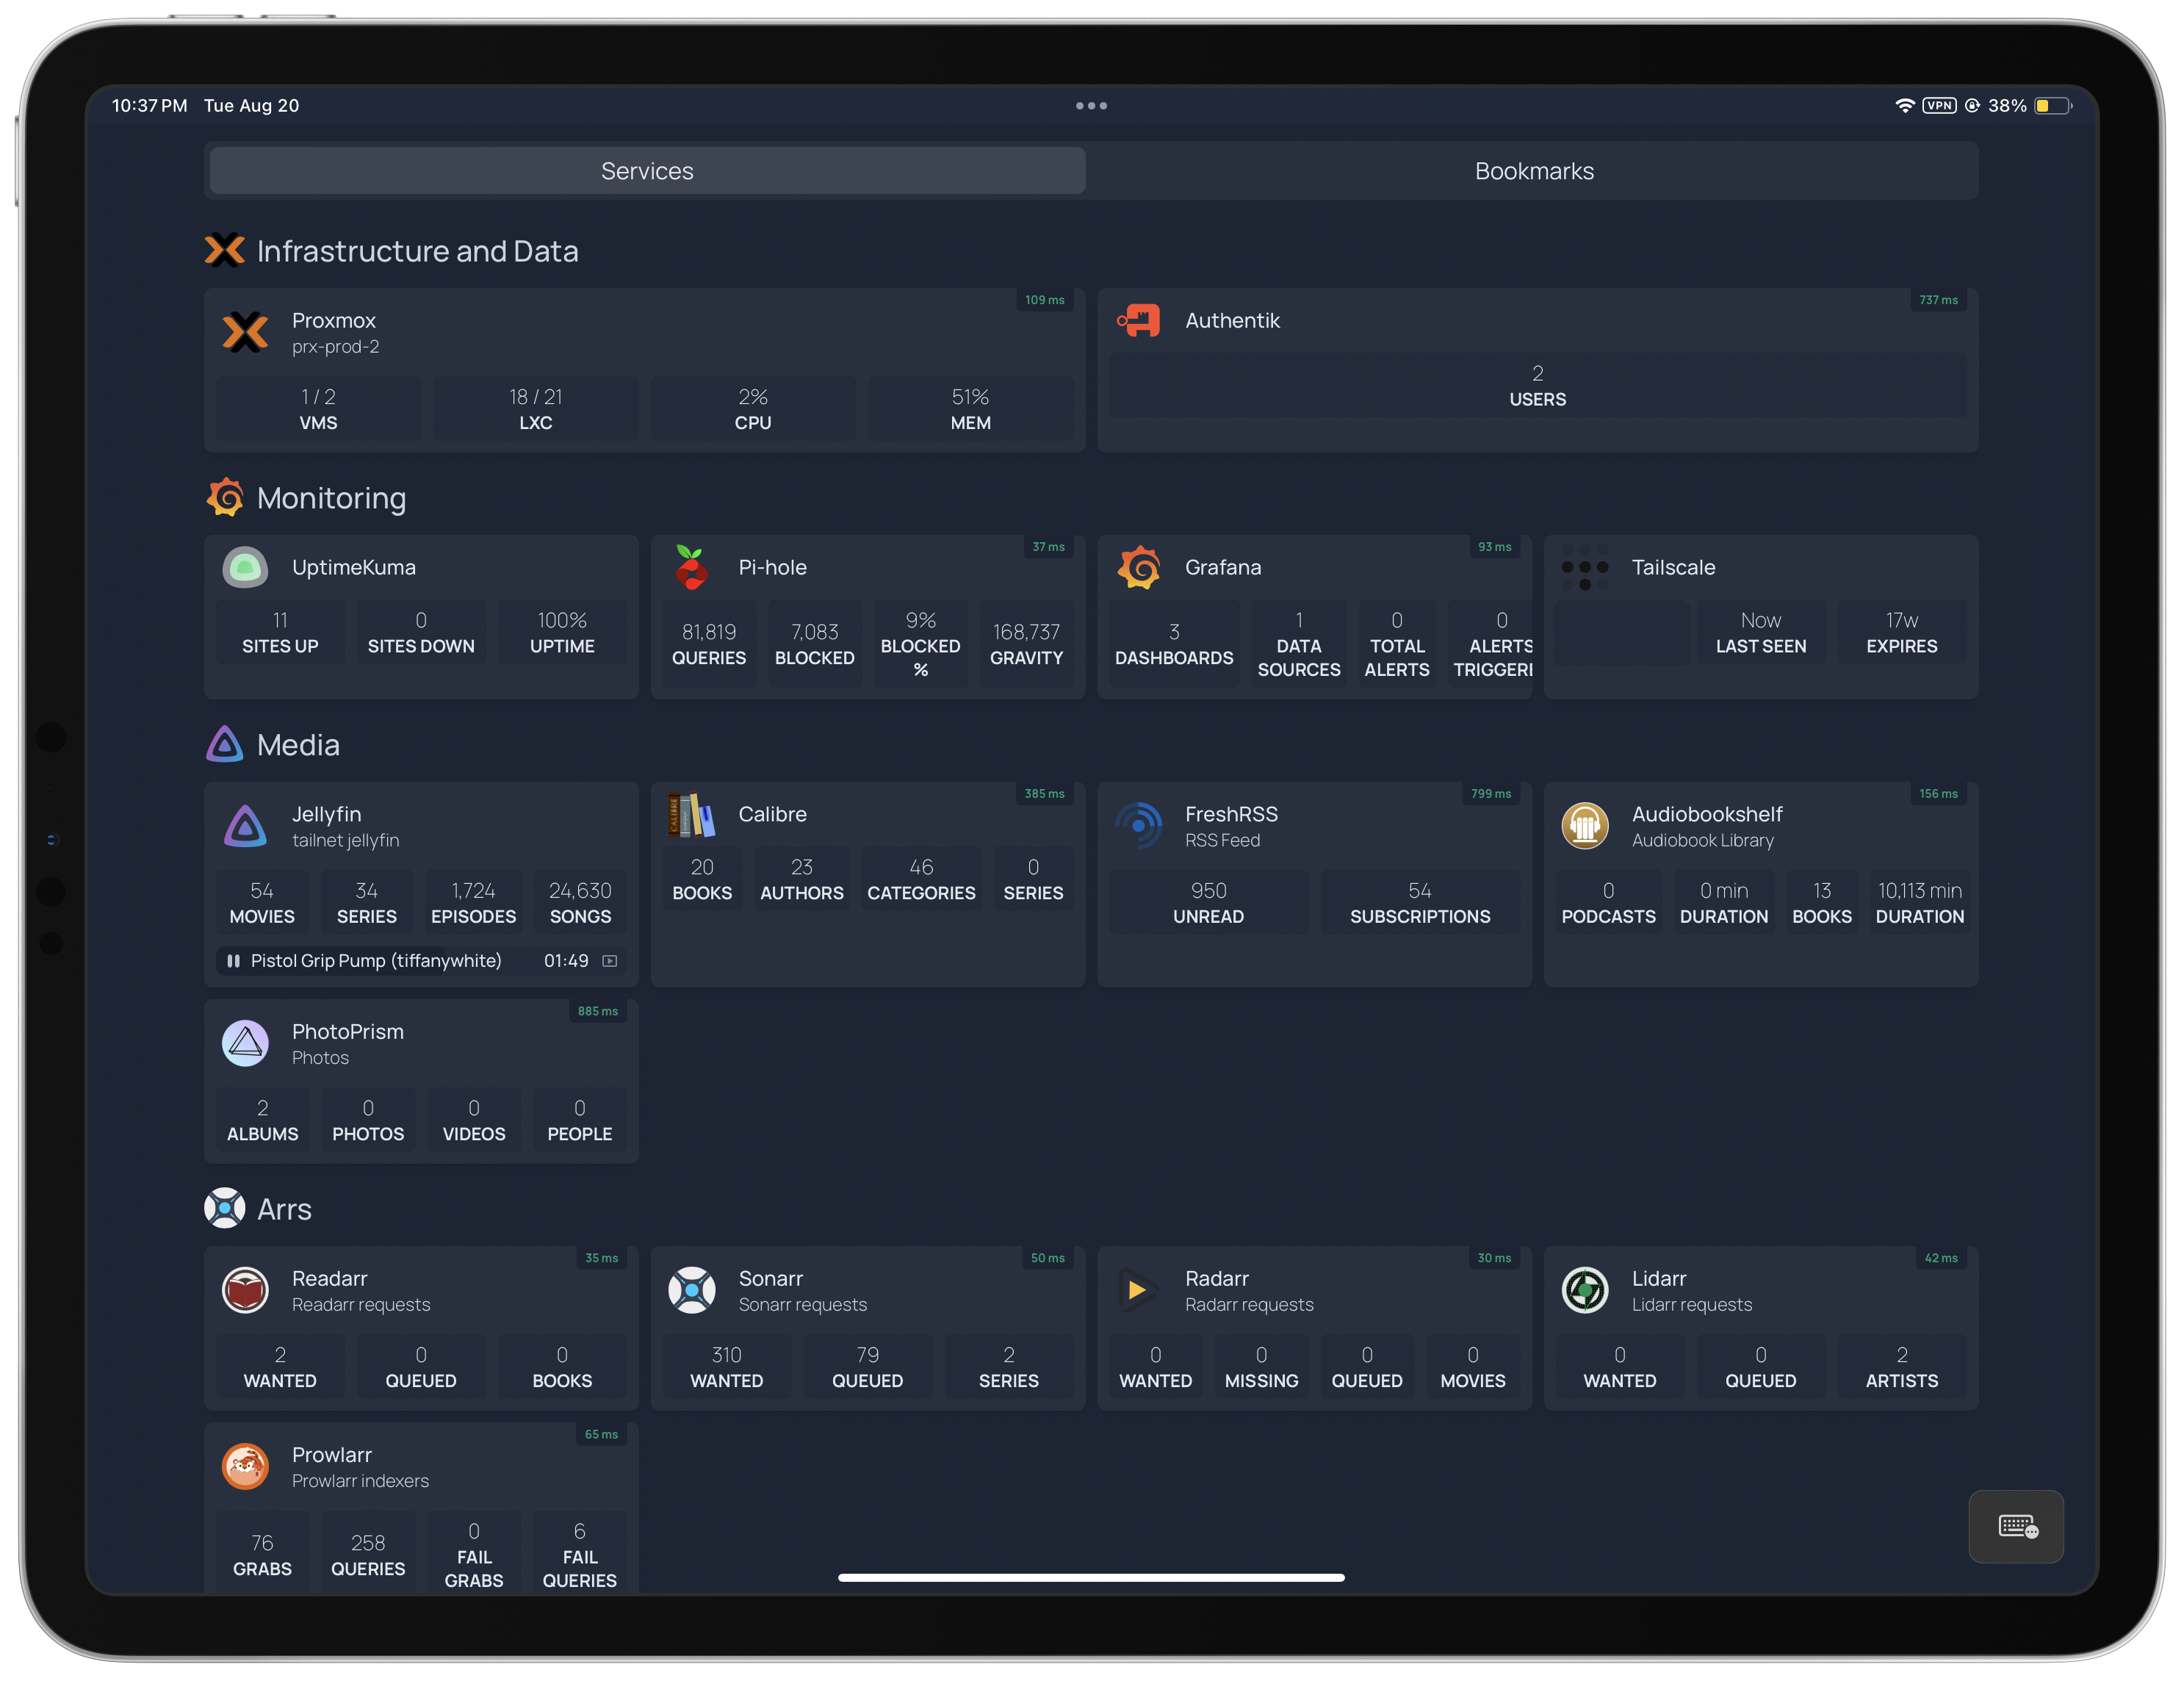 10:37 PM Tue Aug 20
VPN 38%
Services
Bookmarks
Infrastructure and Data
109 ms
Proxmox
prx-prod-2
1 / 2
VMS
18 / 21
LXC
2%
CPU
51%
MEM
737 ms
Authentik
2
USERS
Monitoring
UptimeKuma
11
SITES UP
0
SITES DOWN
100%
UPTIME
37 ms
Pi-hole
81,819
QUERIES
7,083
BLOCKED
9%
BLOCKED
%
168,737
GRAVITY
93 ms
Grafana
3
DASHBOARDS
1
DATA
SOURCES
0
TOTAL
ALERTS
0
ALERTS
TRIGGERE
Tailscale
Now
LAST SEEN
17w
EXPIRES
Media
Jellyfin
tailnet jellyfin
54
MOVIES
34
SERIES
1,724
EPISODES
24,630
SONGS
Pistol Grip Pump (tiffanywhite) 01:49
385 ms
CALIBRE
Calibre
20
BOOKS
23
AUTHORS
46
CATEGORIES
0
SERIES
799 ms
FreshRSS
RSS Feed
950
UNREAD
54
SUBSCRIPTIONS
156 ms
Audiobookshelf
Audiobook Library
0
PODCASTS
0 min
DURATION
13
BOOKS
10,113 min
DURATION
885 ms
PhotoPrism
Photos
2
ALBUMS
0
PHOTOS
0
VIDEOS
0
PEOPLE
Arrs
35 ms
Readarr
Readarr requests
2
WANTED
0
QUEUED
0
BOOKS
50 ms
Sonarr
Sonarr requests
310
WANTED
79
QUEUED
2
SERIES
30 ms
Radarr
Radarr requests
0
WANTED
0
MISSING
0
QUEUED
0
MOVIES
42 ms
Lidarr
Lidarr requests
0
WANTED
0
QUEUED
2
ARTISTS
65 ms
Prowlarr
Prowlarr indexers
76
GRABS
258
QUERIES
0
FAIL
GRABS
6
FAIL
QUERIES